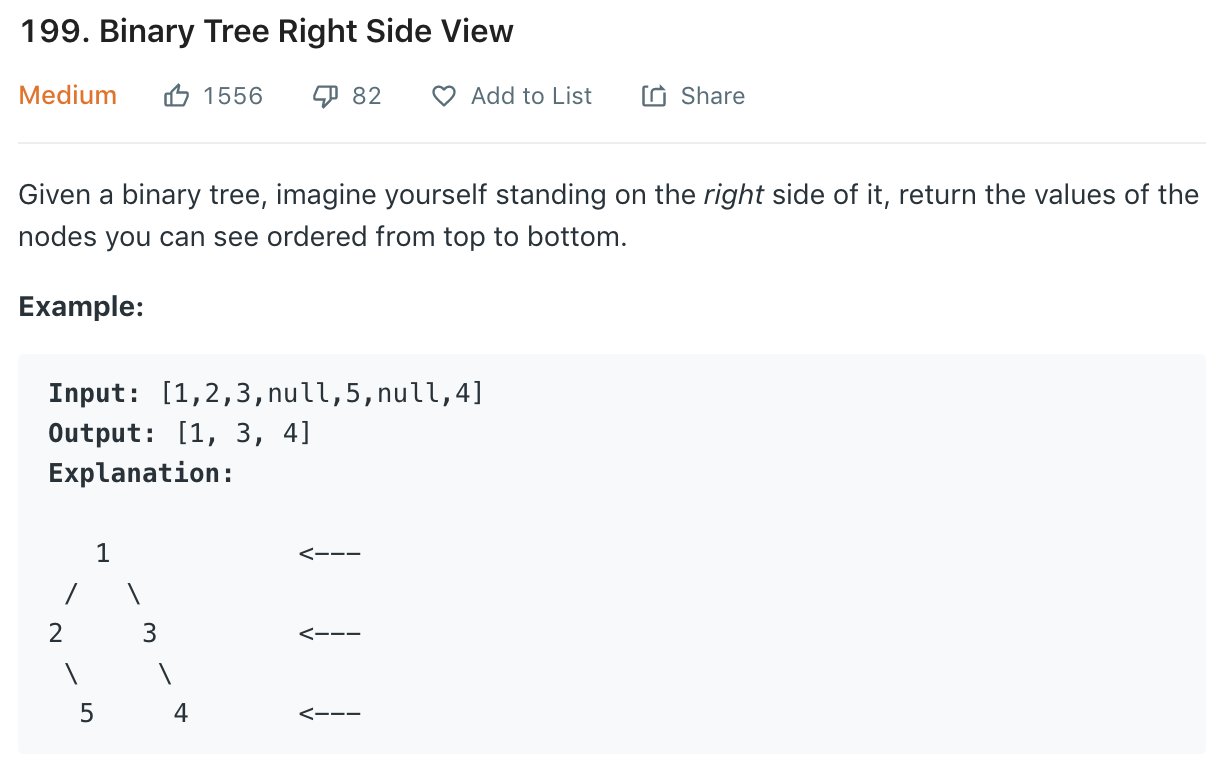 199. Binary Tree Right Side View
Medium 1556 82 Add to List Share
Given a binary tree, imagine yourself standing on the right side of it, return the values of the
nodes you can see ordered from top to bottom.
Example:
Input: [1,2,3,null,5,null,4]
Output: [1, 3, 4]
Explanation:
   1            <---
 /   \
2     3         <---
 \     \
  5     4       <---